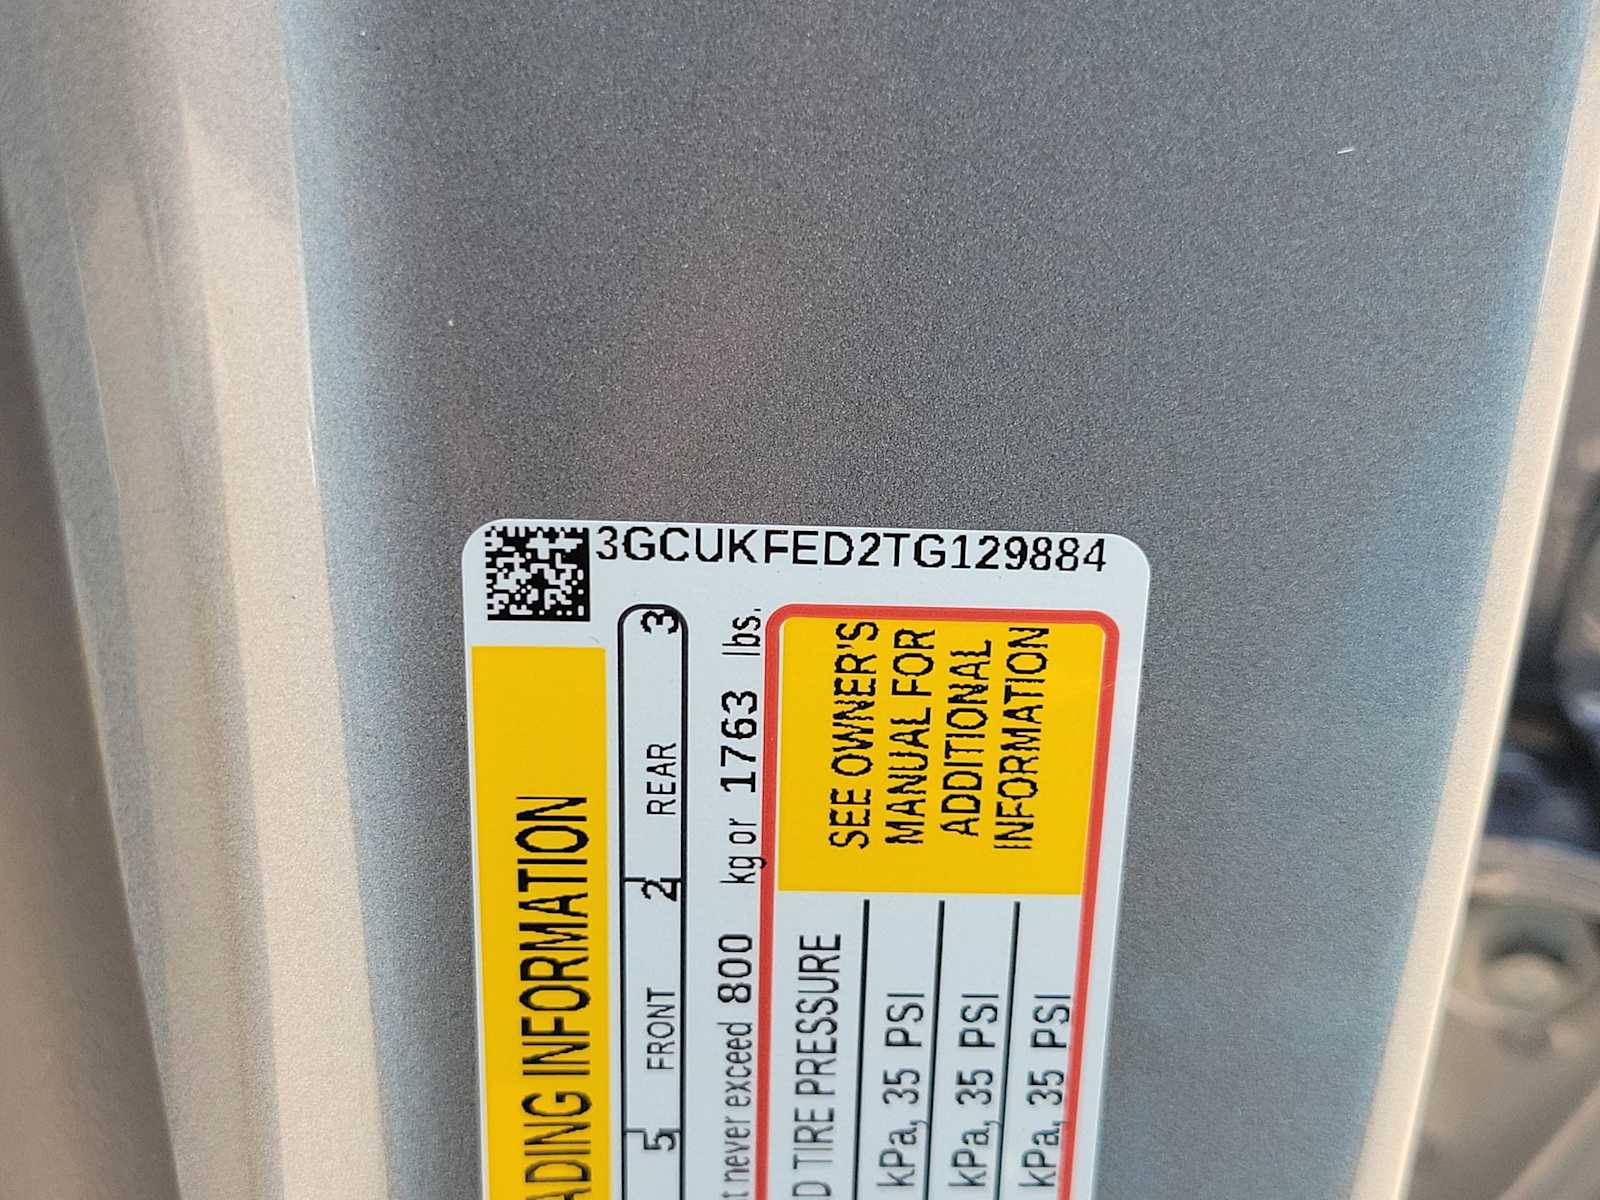 3GCUKFED2TG129884
ADING INFORMATION
5 FRONT 2 REAR 3
never exceed 800 kg or 1763 lbs.
TIRE PRESSURE
kPa, 35 PSI
kPa, 35 PSI
kPa, 35 PSI
SEE OWNER'S
MANUAL FOR
ADDITIONAL
INFORMATION